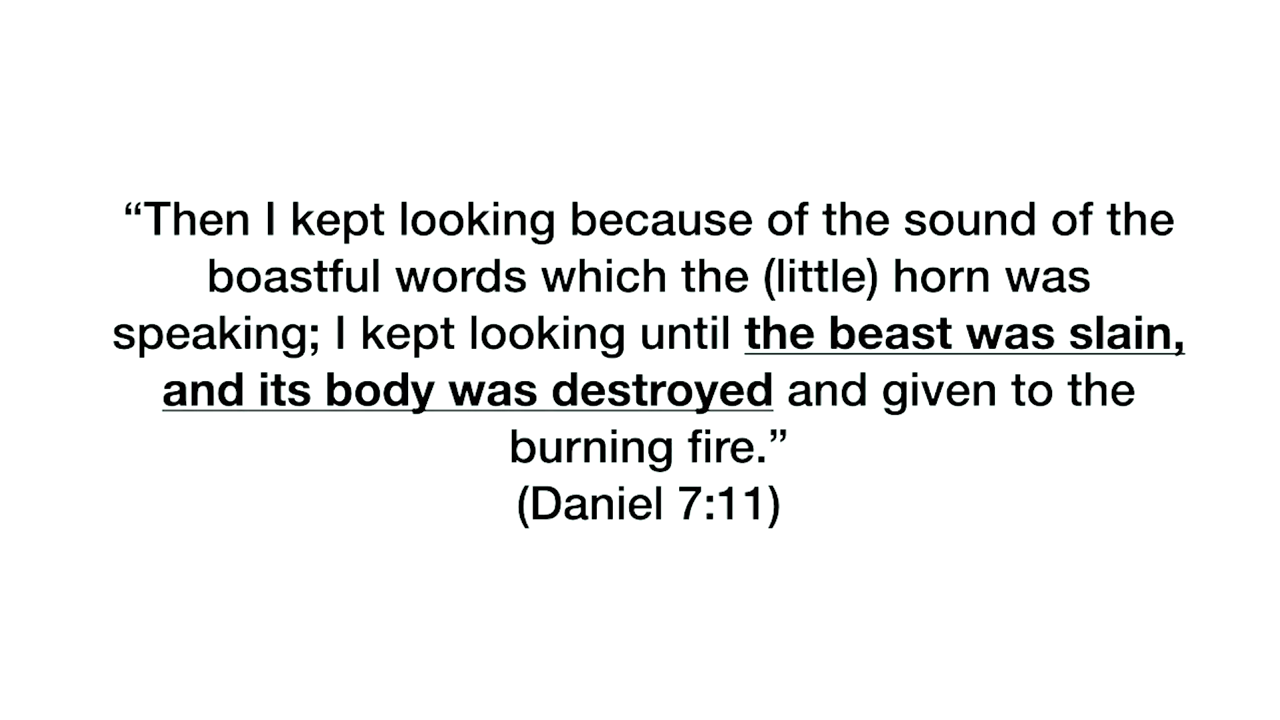 “Then I kept looking because of the sound of the
boastful words which the (little) horn was
speaking; I kept looking until the beast was slain,
and its body was destroyed and given to the
burning fire.”
(Daniel 7:11)